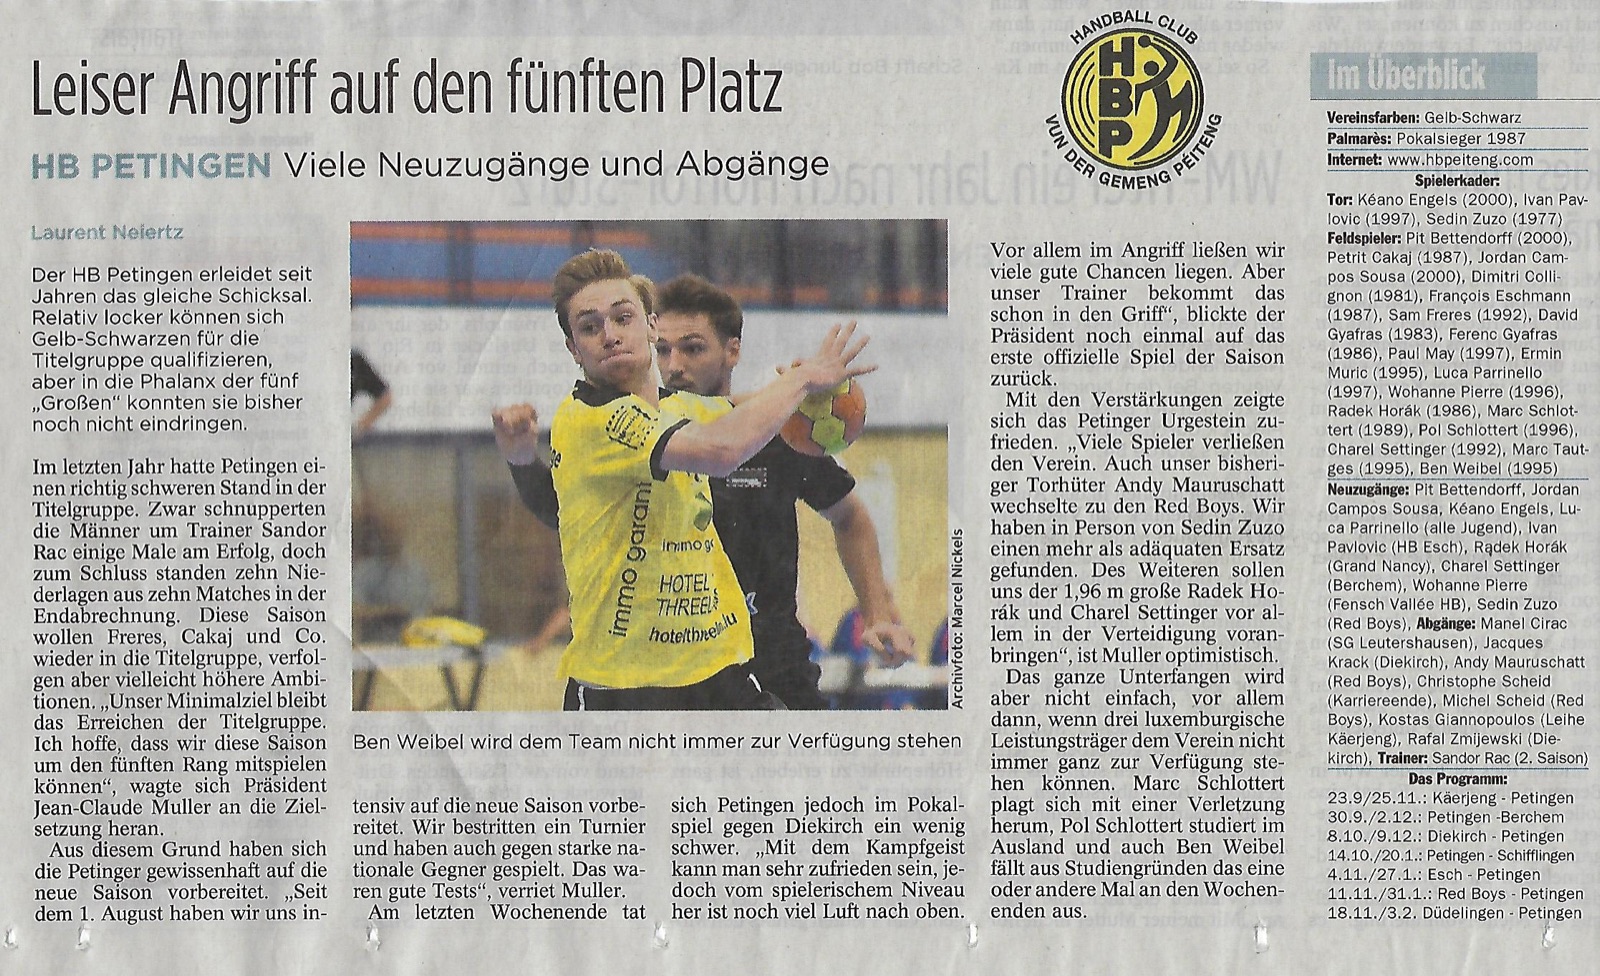 Leiser Angriff auf den fünften Platz
HB PETINGEN Viele Neuzugänge und Abgänge
HANDBALL CLUB
HBP
VUN DER GEMENG PÉITENG
Laurent Neiertz
Der HB Petingen erleidet seit
Jahren das gleiche Schicksal.
Relativ locker können sich
Gelb-Schwarzen für die
Titelgruppe qualifizieren,
aber in die Phalanx der fünf
„Großen“ konnten sie bisher
noch nicht eindringen.
Im letzten Jahr hatte Petingen ei-
nen richtig schweren Stand in der
Titelgruppe. Zwar schnupperten
die Männer um Trainer Sandor
Rac einige Male am Erfolg, doch
zum Schluss standen zehn Nie-
derlagen aus zehn Matches in der
Endabrechnung. Diese Saison
wollen Freres, Cakaj und Co.
wieder in die Titelgruppe, verfol-
gen aber vielleicht höhere Ambi-
tionen. „Unser Minimalziel bleibt
das Erreichen der Titelgruppe.
Ich hoffe, dass wir diese Saison
um den fünften Rang mitspielen
können“, wagte sich Präsident
Jean-Claude Muller an die Ziel-
setzung heran.
Aus diesem Grund haben sich
die Petinger gewissenhaft auf die
neue Saison vorbereitet. „Seit
dem 1. August haben wir uns in-
immo garant
immo ga
HOTEL
THREEL
hotelthreeln.lu
Archivfoto: Marcel Nickels
Ben Weibel wird dem Team nicht immer zur Verfügung stehen
tensiv auf die neue Saison vorbe-
reitet. Wir bestritten ein Turnier
und haben auch gegen starke na-
tionale Gegner gespielt. Das wa-
ren gute Tests“, verriet Muller.
Am letzten Wochenende tat
sich Petingen jedoch im Pokal-
spiel gegen Diekirch ein wenig
schwer. „Mit dem Kampfgeist
kann man sehr zufrieden sein, je-
doch vom spielerischem Niveau
her ist noch viel Luft nach oben.
Vor allem im Angriff ließen wir
viele gute Chancen liegen. Aber
unser Trainer bekommt das
schon in den Griff“, blickte der
Präsident noch einmal auf das
erste offizielle Spiel der Saison
zurück.
Mit den Verstärkungen zeigte
sich das Petinger Urgestein zu-
frieden. „Viele Spieler verließen
den Verein. Auch unser bisheri-
ger Torhüter Andy Mauruschatt
wechselte zu den Red Boys. Wir
haben in Person von Sedin Zuzo
einen mehr als adäquaten Ersatz
gefunden. Des Weiteren sollen
uns der 1,96 m große Radek Ho-
rák und Charel Settinger vor al-
lem in der Verteidigung voran-
bringen“, ist Muller optimistisch.
Das ganze Unterfangen wird
aber nicht einfach, vor allem
dann, wenn drei luxemburgische
Leistungsträger dem Verein nicht
immer ganz zur Verfügung ste-
hen können. Marc Schlottert
plagt sich mit einer Verletzung
herum, Pol Schlottert studiert im
Ausland und auch Ben Weibel
fällt aus Studiengründen das eine
oder andere Mal an den Wochen-
enden aus.
Im Überblick
Vereinsfarben: Gelb-Schwarz
Palmarès: Pokalsieger 1987
Internet: www.hbpeiteng.com
Spielerkader:
Tor: Kéano Engels (2000), Ivan Pav-
lovic (1997), Sedin Zuzo (1977)
Feldspieler: Pit Bettendorff (2000),
Petrit Cakaj (1987), Jordan Cam-
pos Sousa (2000), Dimitri Colli-
gnon (1981), François Eschmann
(1987), Sam Freres (1992), David
Gyafras (1983), Ferenc Gyafras
(1986), Paul May (1997), Ermin
Muric (1995), Luca Parrinello
(1997), Wohanne Pierre (1996),
Radek Horák (1986), Marc Schlot-
tert (1989), Pol Schlottert (1996),
Charel Settinger (1992), Marc Taut-
ges (1995), Ben Weibel (1995)
Neuzugänge: Pit Bettendorff, Jordan
Campos Sousa, Kéano Engels, Lu-
ca Parrinello (alle Jugend), Ivan
Pavlovic (HB Esch), Radek Horák
(Grand Nancy), Charel Settinger
(Berchem), Wohanne Pierre
(Fensch Vallée HB), Sedin Zuzo
(Red Boys), Abgänge: Manel Cirac
(SG Leutershausen), Jacques
Krack (Diekirch), Andy Mauruschatt
(Red Boys), Christophe Scheid
(Karriereende), Michel Scheid (Red
Boys), Kostas Giannopoulos (Leihe
Käerjeng), Rafal Zmijewski (Die-
kirch), Trainer: Sandor Rac (2. Saison)
Das Programm:
23.9/25.11.: Käerjeng - Petingen
30.9./2.12.: Petingen -Berchem
8.10./9.12.: Diekirch - Petingen
14.10./20.1.: Petingen - Schifflingen
4.11./27.1.: Esch - Petingen
11.11./31.1.: Red Boys - Petingen
18.11./3.2. Düdelingen - Petingen